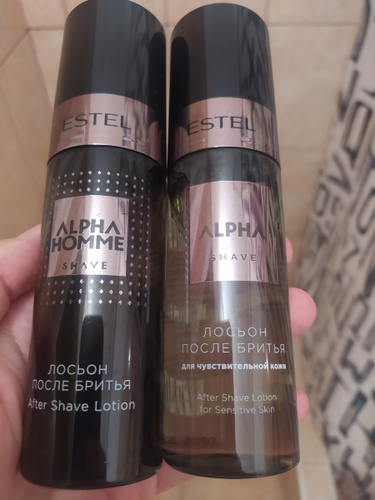 ESTEL
ALPHA
HOMME
SHAVE
ЛОСЬОН
ПОСЛЕ БРИТЬЯ
After Shave Lotion
ESTEL
ALPHA
SHAVE
ЛОСЬОН
ПОСЛЕ БРИТЬЯ
для чувствительной кожи
After Shave Lotion
for Sensitive Skin